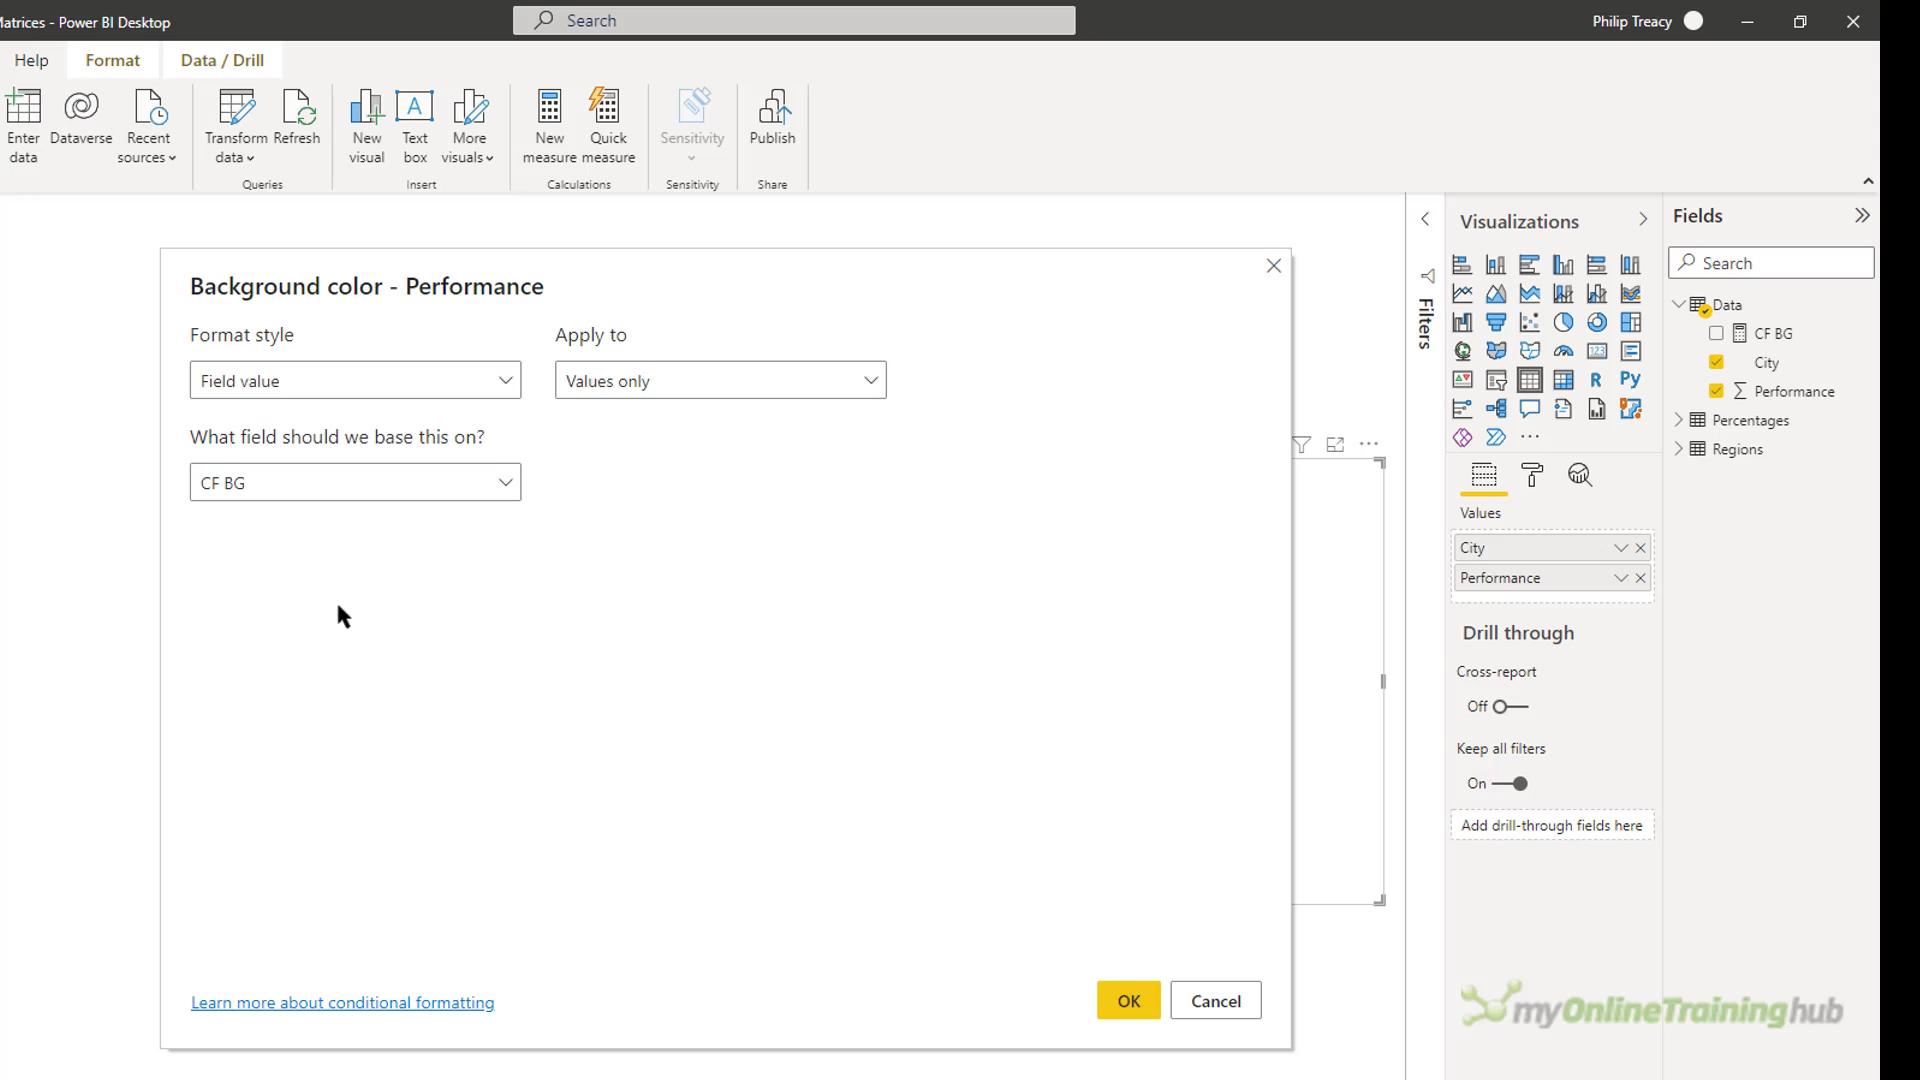 Matrices - Power BI Desktop
Search
Philip Treacy
Help
Format
Data / Drill
Enter
data
Dataverse
Recent
sources
Transform
data
Refresh
New
visual
Text
box
More
visuals
New
measure
Quick
measure
Sensitivity
Publish
Queries
Insert
Calculations
Sensitivity
Share
Background color - Performance
Format style
Apply to
Field value
Values only
What field should we base this on?
CF BG
Learn more about conditional formatting
OK
Cancel
Filters
Visualizations
123
R
Py
Values
City
Performance
Drill through
Cross-report
Off
Keep all filters
On
Add drill-through fields here
Fields
Search
Data
CF BG
City
Performance
Percentages
Regions
myOnlineTraininghub